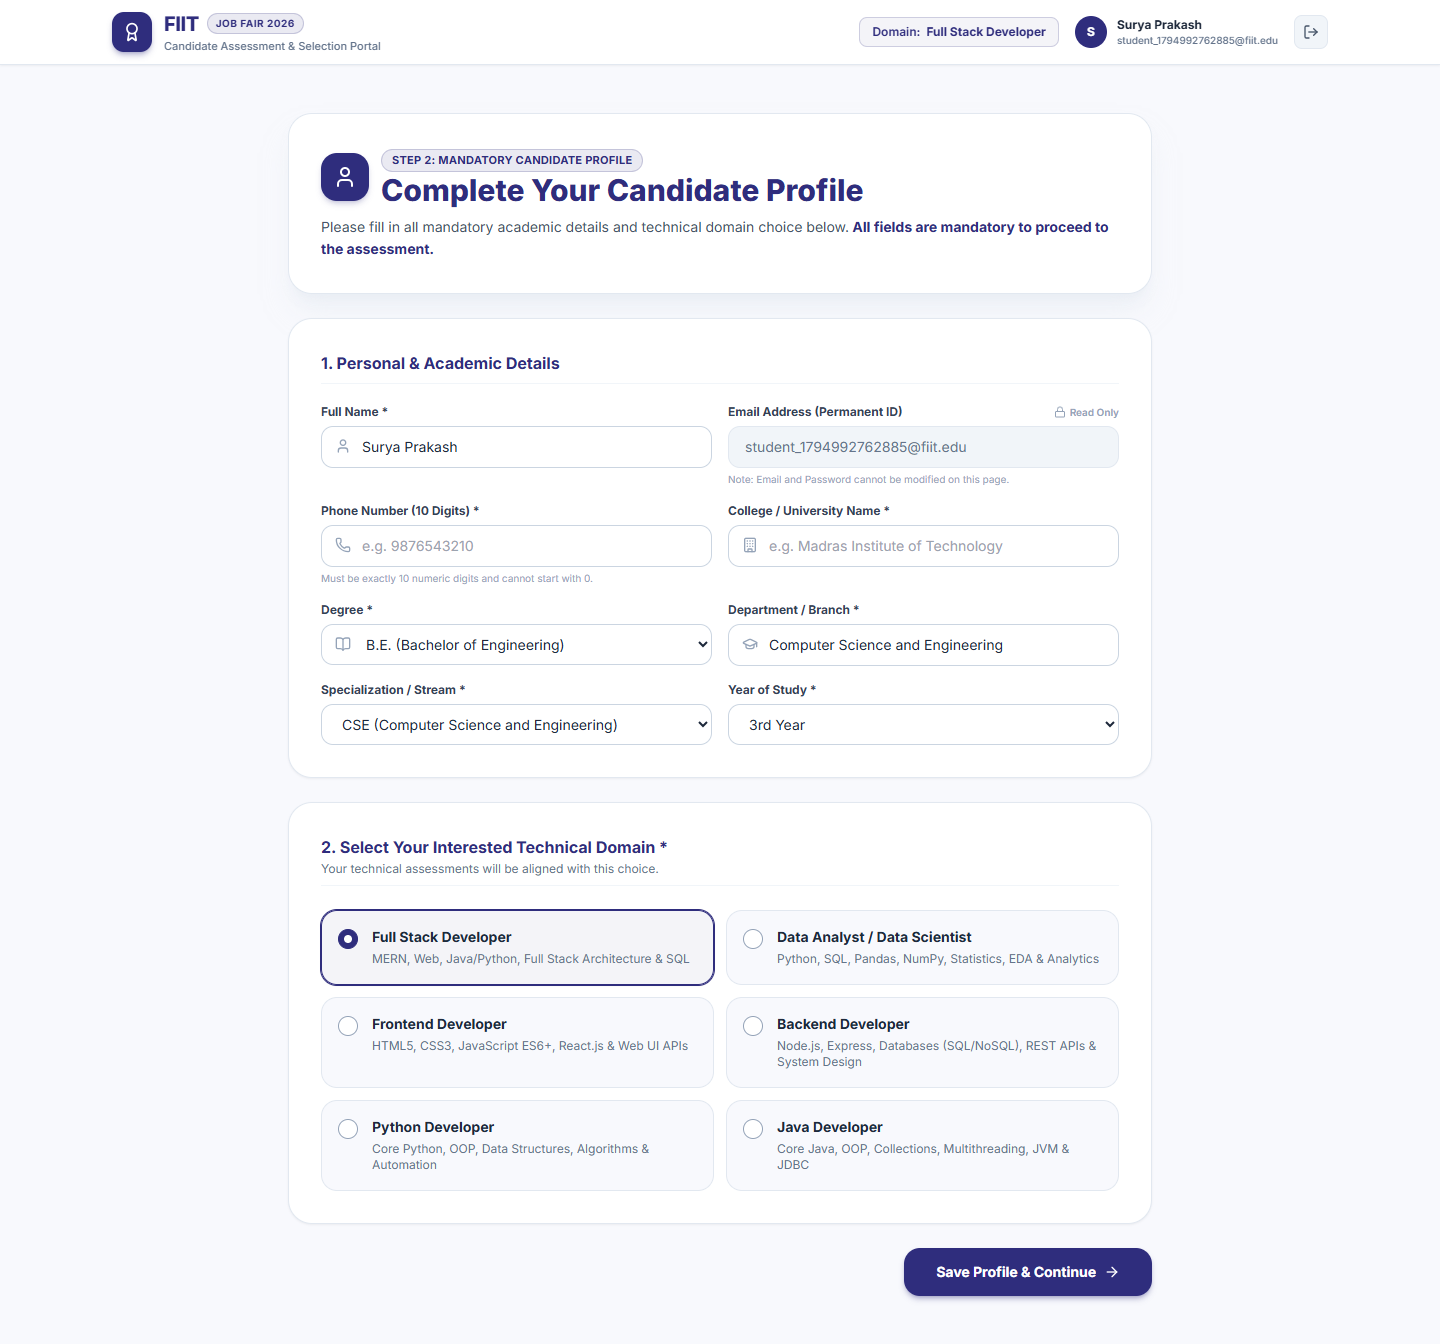 FIIT JOB FAIR 2026
Candidate Assessment & Selection Portal
Domain: Full Stack Developer
S
Surya Prakash
student_1794992762885@fiit.edu
STEP 2: MANDATORY CANDIDATE PROFILE
Complete Your Candidate Profile
Please fill in all mandatory academic details and technical domain choice below. All fields are mandatory to proceed to
the assessment.
1. Personal & Academic Details
Full Name *
Surya Prakash
Email Address (Permanent ID)
Read Only
student_1794992762885@fiit.edu
Note: Email and Password cannot be modified on this page.
Phone Number (10 Digits) *
e.g. 9876543210
Must be exactly 10 numeric digits and cannot start with 0.
College / University Name *
e.g. Madras Institute of Technology
Degree *
B.E. (Bachelor of Engineering)
Department / Branch *
Computer Science and Engineering
Specialization / Stream *
CSE (Computer Science and Engineering)
Year of Study *
3rd Year
2. Select Your Interested Technical Domain *
Your technical assessments will be aligned with this choice.
Full Stack Developer
MERN, Web, Java/Python, Full Stack Architecture & SQL
Data Analyst / Data Scientist
Python, SQL, Pandas, NumPy, Statistics, EDA & Analytics
Frontend Developer
HTML5, CSS3, JavaScript ES6+, React.js & Web UI APIs
Backend Developer
Node.js, Express, Databases (SQL/NoSQL), REST APIs &
System Design
Python Developer
Core Python, OOP, Data Structures, Algorithms &
Automation
Java Developer
Core Java, OOP, Collections, Multithreading, JVM &
JDBC
Save Profile & Continue